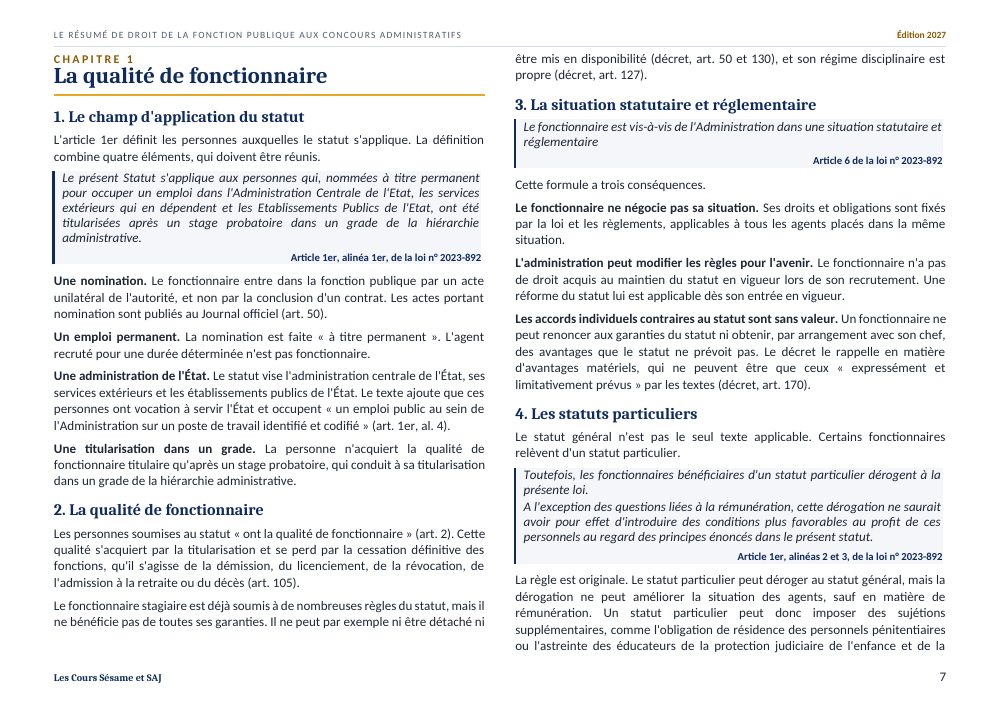 LE RÉSUMÉ DE DROIT DE LA FONCTION PUBLIQUE AUX CONCOURS ADMINISTRATIFS
Édition 2027
CHAPITRE 1
La qualité de fonctionnaire
1. Le champ d'application du statut
L'article 1er définit les personnes auxquelles le statut s'applique. La définition
combine quatre éléments, qui doivent être réunis.
Le présent Statut s'applique aux personnes qui, nommées à titre permanent
pour occuper un emploi dans l'Administration Centrale de l'Etat, les services
extérieurs qui en dépendent et les Etablissements Publics de l'Etat, ont été
titularisées après un stage probatoire dans un grade de la hiérarchie
administrative.
Article 1er, alinéa 1er, de la loi n° 2023-892
Une nomination. Le fonctionnaire entre dans la fonction publique par un acte
unilatéral de l'autorité, et non par la conclusion d'un contrat. Les actes portant
nomination sont publiés au Journal officiel (art. 50).
Un emploi permanent. La nomination est faite « à titre permanent ». L'agent
recruté pour une durée déterminée n'est pas fonctionnaire.
Une administration de l'État. Le statut vise l'administration centrale de l'État, ses
services extérieurs et les établissements publics de l'État. Le texte ajoute que ces
personnes ont vocation à servir l'État et occupent « un emploi public au sein de
l'Administration sur un poste de travail identifié et codifié » (art. 1er, al. 4).
Une titularisation dans un grade. La personne n'acquiert la qualité de
fonctionnaire titulaire qu'après un stage probatoire, qui conduit à sa titularisation
dans un grade de la hiérarchie administrative.
2. La qualité de fonctionnaire
Les personnes soumises au statut « ont la qualité de fonctionnaire » (art. 2). Cette
qualité s'acquiert par la titularisation et se perd par la cessation définitive des
fonctions, qu'il s'agisse de la démission, du licenciement, de la révocation, de
l'admission à la retraite ou du décès (art. 105).
Le fonctionnaire stagiaire est déjà soumis à de nombreuses règles du statut, mais il
ne bénéficie pas de toutes ses garanties. Il ne peut par exemple ni être détaché ni
être mis en disponibilité (décret, art. 50 et 130), et son régime disciplinaire est
propre (décret, art. 127).
3. La situation statutaire et réglementaire
Le fonctionnaire est vis-à-vis de l'Administration dans une situation statutaire et
réglementaire
Article 6 de la loi n° 2023-892
Cette formule a trois conséquences.
Le fonctionnaire ne négocie pas sa situation. Ses droits et obligations sont fixés
par la loi et les règlements, applicables à tous les agents placés dans la même
situation.
L'administration peut modifier les règles pour l'avenir. Le fonctionnaire n'a pas
de droit acquis au maintien du statut en vigueur lors de son recrutement. Une
réforme du statut lui est applicable dès son entrée en vigueur.
Les accords individuels contraires au statut sont sans valeur. Un fonctionnaire ne
peut renoncer aux garanties du statut ni obtenir, par arrangement avec son chef,
des avantages que le statut ne prévoit pas. Le décret le rappelle en matière
d'avantages matériels, qui ne peuvent être que ceux « expressément et
limitativement prévus » par les textes (décret, art. 170).
4. Les statuts particuliers
Le statut général n'est pas le seul texte applicable. Certains fonctionnaires
relèvent d'un statut particulier.
Toutefois, les fonctionnaires bénéficiaires d'un statut particulier dérogent à la
présente loi.
A l'exception des questions liées à la rémunération, cette dérogation ne saurait
avoir pour effet d'introduire des conditions plus favorables au profit de ces
personnels au regard des principes énoncés dans le présent statut.
Article 1er, alinéas 2 et 3, de la loi n° 2023-892
La règle est originale. Le statut particulier peut déroger au statut général, mais la
dérogation ne peut améliorer la situation des agents, sauf en matière de
rémunération. Un statut particulier peut donc imposer des sujétions
supplémentaires, comme l'obligation de résidence des personnels pénitentiaires
ou l'astreinte des éducateurs de la protection judiciaire de l'enfance et de la
Les Cours Sésame et SAJ
7